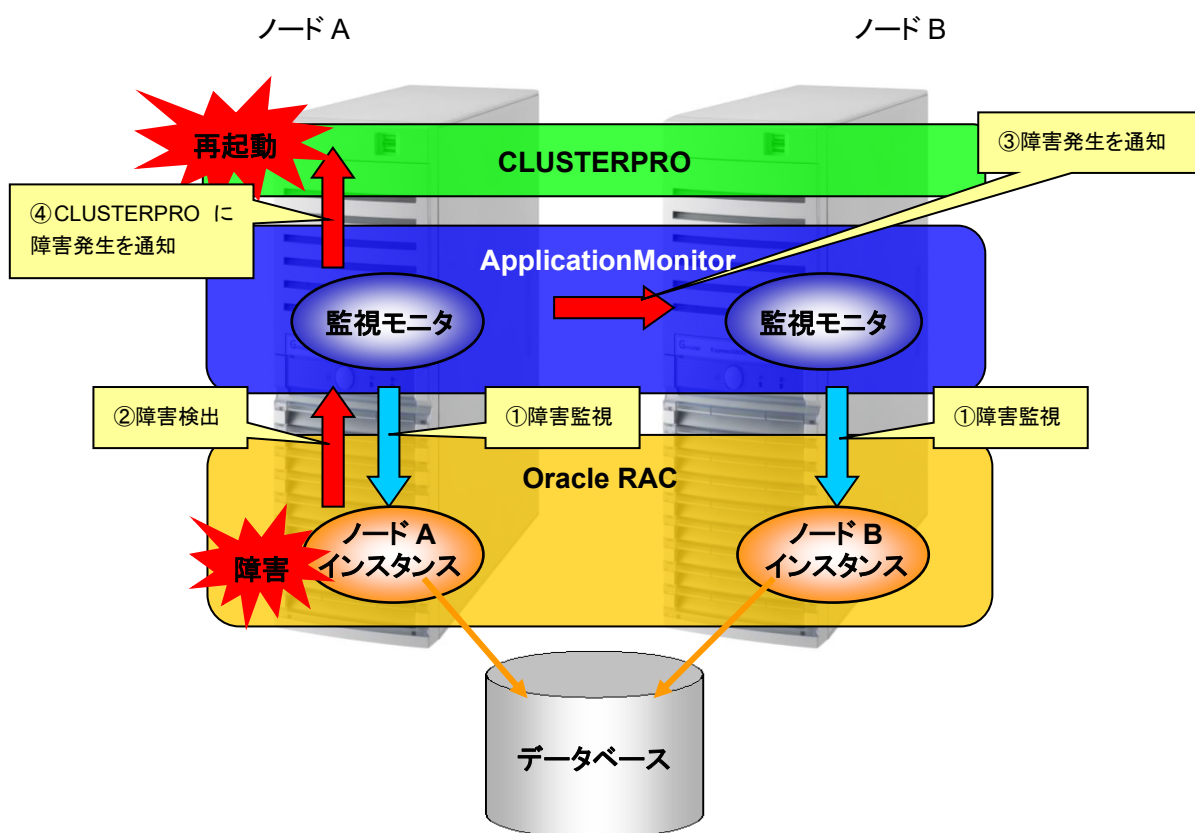 ノード A
ノード B
再起動
CLUSTERPRO
③障害発生を通知
④CLUSTERPRO に
障害発生を通知
ApplicationMonitor
監視モニタ
監視モニタ
②障害検出
①障害監視
①障害監視
Oracle RAC
障害
ノード A
インスタンス
ノード B
インスタンス
データベース